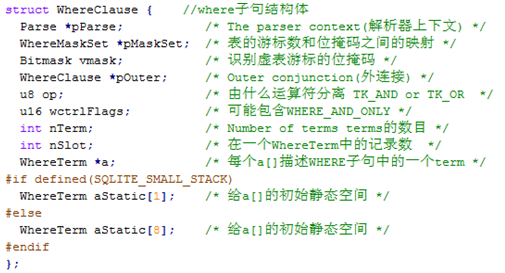 struct WhereClause {    //where子句结构体
  Parse *pParse;           /* The parser context(解析器上下文) */
  WhereMaskSet *pMaskSet;  /* 表的游标数和位掩码之间的映射 */
  Bitmask vmask;           /* 识别虚表游标的位掩码 */
  WhereClause *pOuter;     /* Outer conjunction(外连接) */
  u8 op;                   /* 由什么运算符分离 TK_AND or TK_OR  */
  u16 wctrlFlags;          /* 可能包含WHERE_AND_ONLY */
  int nTerm;               /* Number of terms terms的数目 */
  int nSlot;               /* 在一个WhereTerm中的记录数  */
  WhereTerm *a;            /* 每个a[]描述WHERE子句中的一个term */
#if defined(SQLITE_SMALL_STACK)
  WhereTerm aStatic[1];    /* 给a[]的初始静态空间 */
#else
  WhereTerm aStatic[8];    /* 给a[]的初始静态空间 */
#endif
};